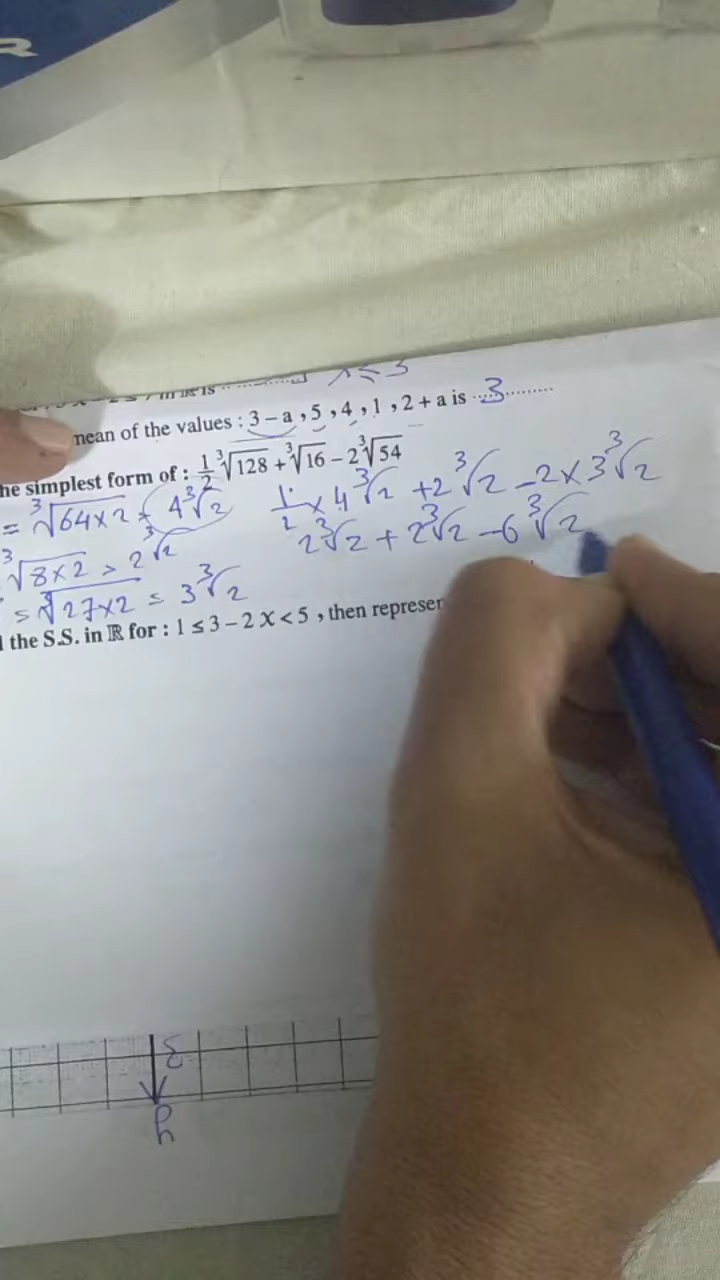 R
x ≤ 3
mean of the values : 3 – a , 5 , 4 , 1 , 2 + a is ....3..........
he simplest form of : 1/2 ∛128 + ∛16 – 2 ∛54
= ∛64×2 = 4∛2 1/2 × 4∛2 + 2∛2 – 2 × 3∛2
∛8×2 > 2∛2 2∛2 + 2∛2 – 6∛2
= ∛27×2 = 3∛2
the S.S. in ℝ for : 1 ≤ 3 – 2 X < 5 , then represen